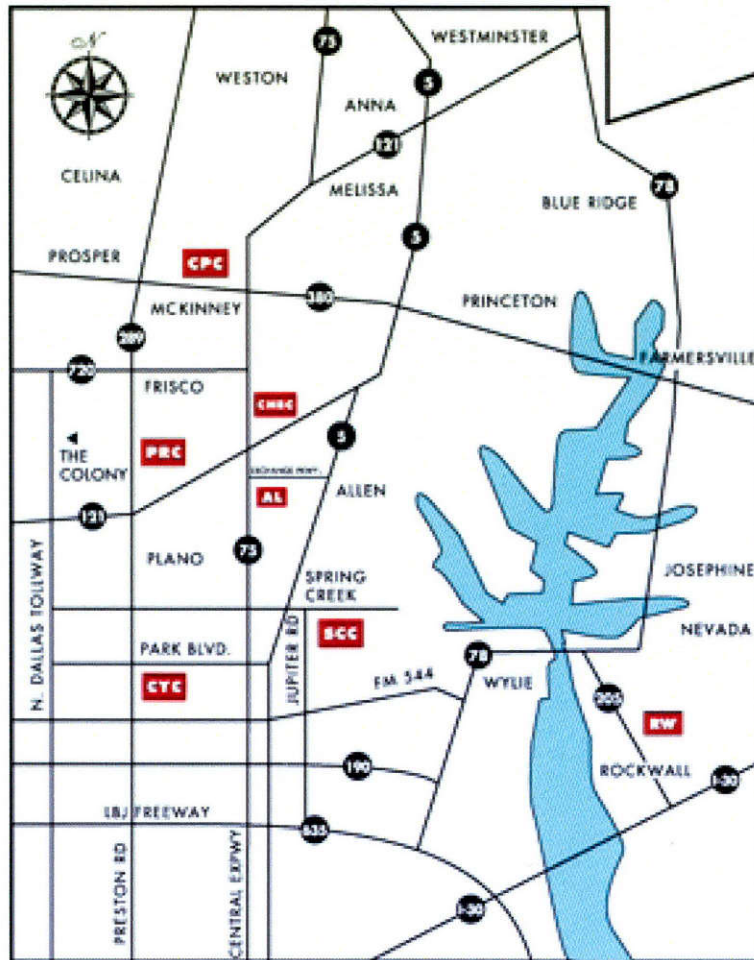 N
75
WESTMINSTER
WESTON
5
ANNA
121
CELINA
MELISSA
78
BLUE RIDGE
5
PROSPER
CPC
380
PRINCETON
MCKINNEY
289
FARMERSVILLE
720
FRISCO
CHEC
5
THE
COLONY
PRC
AL
ALLEN
121
75
PLANO
SPRING
CREEK
JOSEPHINE
N. DALLAS TOLLWAY
JUPITER RD
SCC
NEVADA
PARK BLVD.
78
CYC
FM 544
WYLIE
205
RW
190
ROCKWALL
I-30
LBJ FREEWAY
635
PRESTON RD
CENTRAL EXPWY
I-30